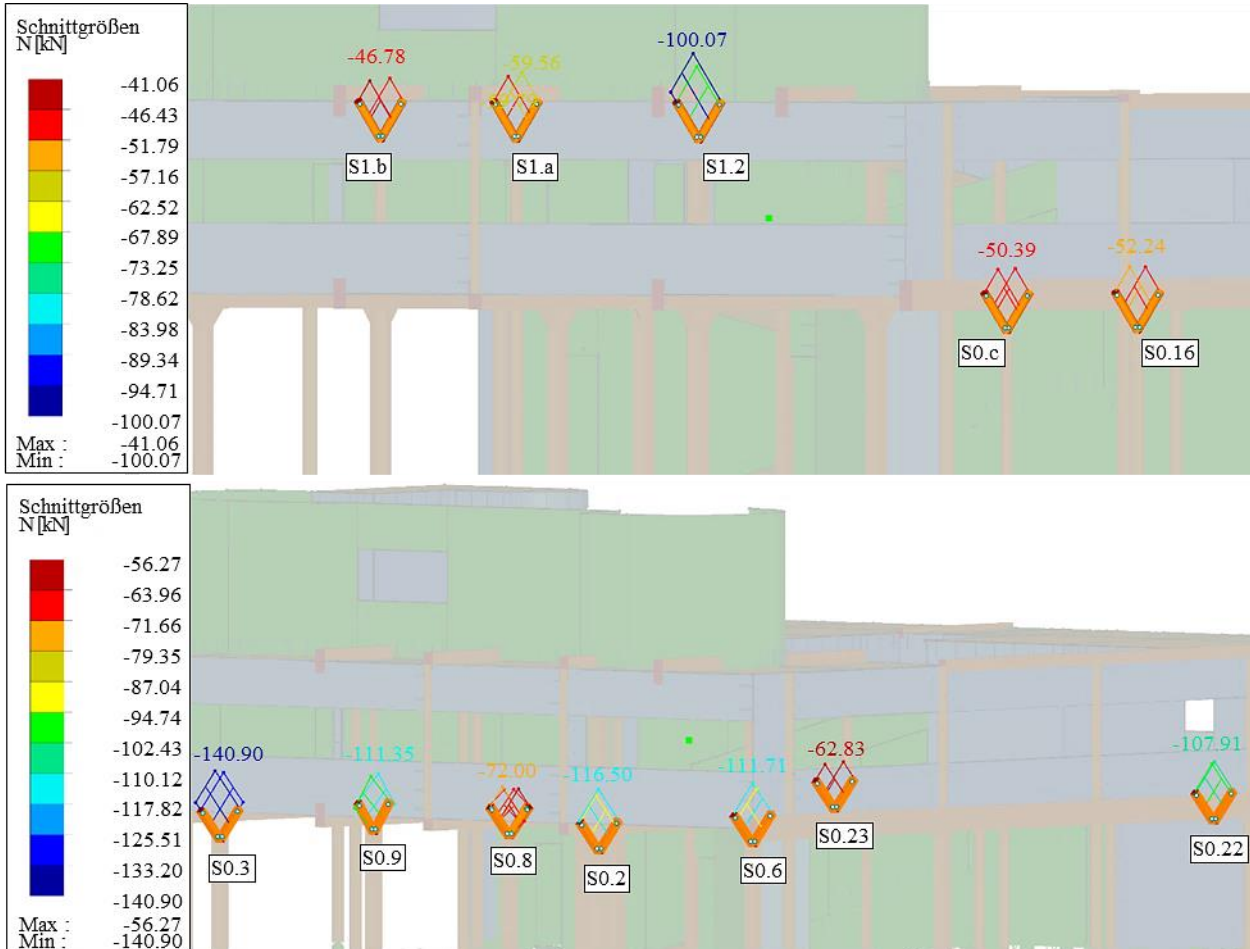 Schnittgrößen
N [kN]
-41.06
-46.43
-51.79
-57.16
-62.52
-67.89
-73.25
-78.62
-83.98
-89.34
-94.71
-100.07
Max : -41.06
Min : -100.07
-46.78
-59.56
-100.07
S1.b
S1.a
S1.2
-50.39
-52.24
S0.c
S0.16
Schnittgrößen
N [kN]
-56.27
-63.96
-71.66
-79.35
-87.04
-94.74
-102.43
-110.12
-117.82
-125.51
-133.20
-140.90
Max : -56.27
Min : -140.90
-140.90
-111.35
-72.00
-116.50
-111.71
-62.83
-107.91
S0.3
S0.9
S0.8
S0.2
S0.6
S0.23
S0.22